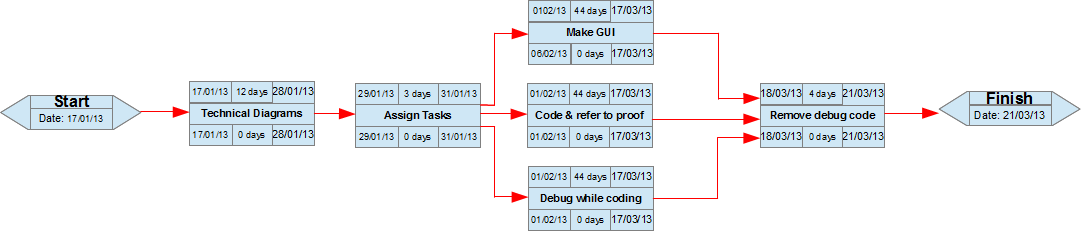 Start
Date: 17/01/13
17/01/13 12 days 28/01/13
Technical Diagrams
17/01/13 0 days 28/01/13
29/01/13 3 days 31/01/13
Assign Tasks
29/01/13 0 days 31/01/13
0102/13 44 days 17/03/13
Make GUI
06/02/13 0 days 17/03/13
01/02/13 44 days 17/03/13
Code & refer to proof
01/02/13 0 days 17/03/13
01/02/13 44 days 17/03/13
Debug while coding
01/02/13 0 days 17/03/13
18/03/13 4 days 21/03/13
Remove debug code
18/03/13 0 days 21/03/13
Finish
Date: 21/03/13